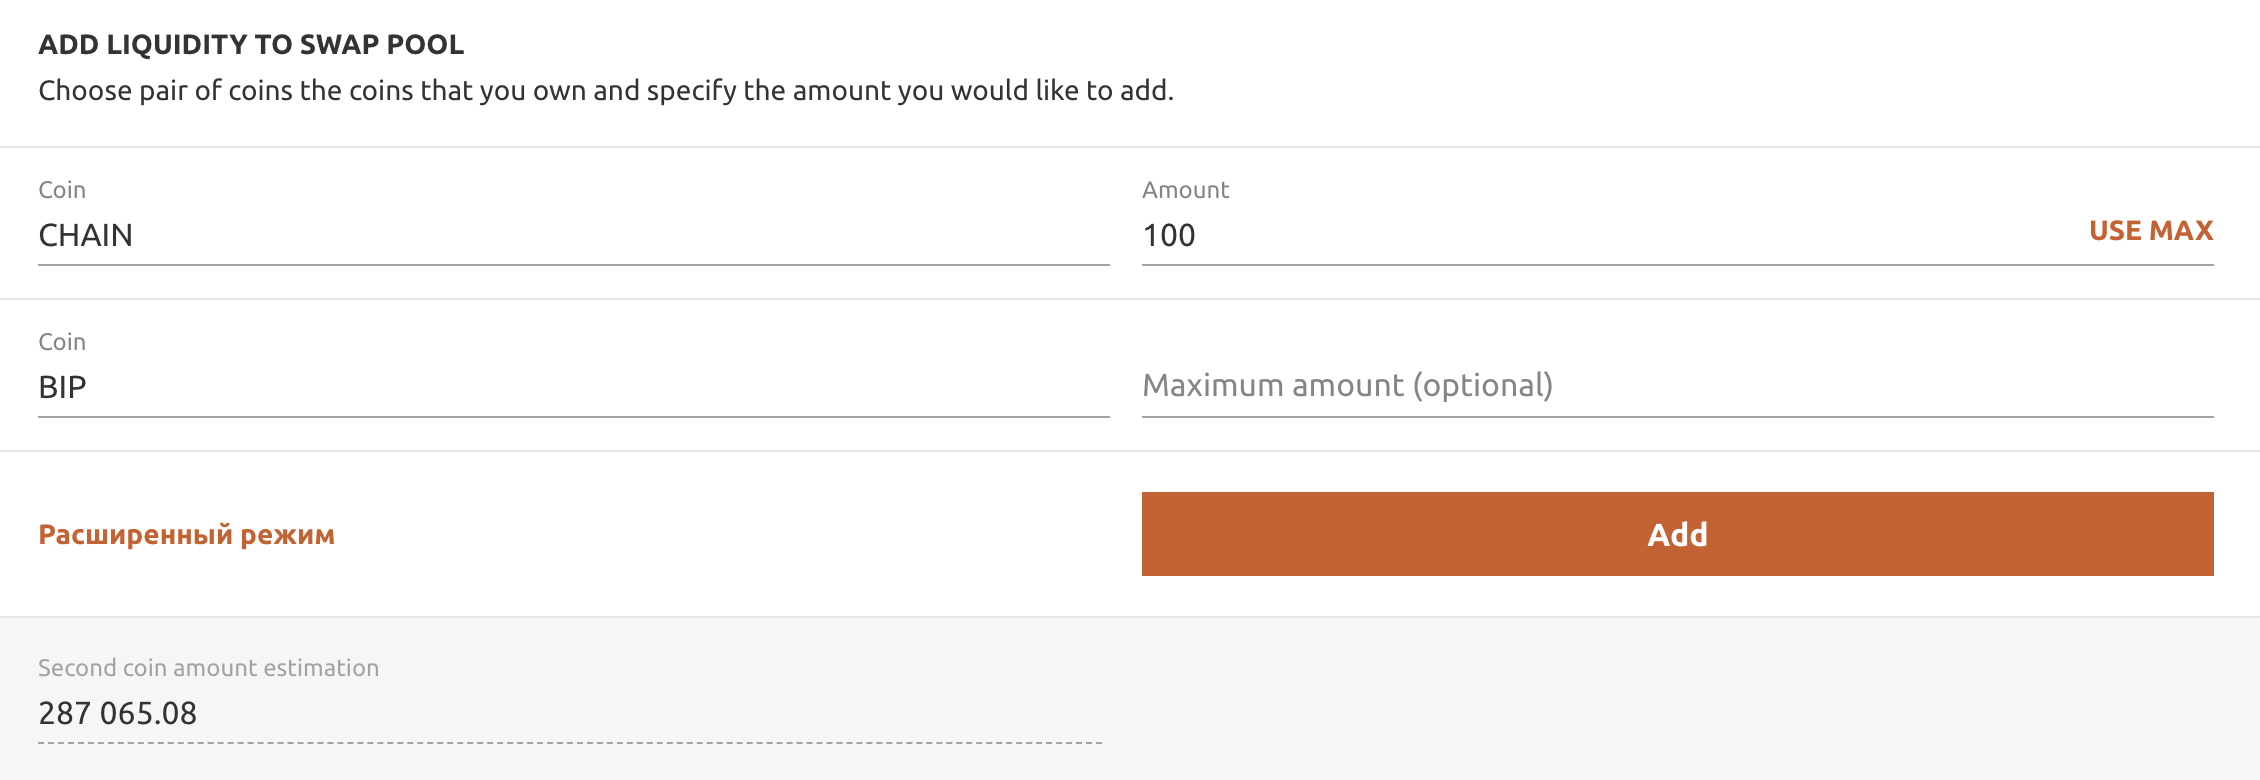 ADD LIQUIDITY TO SWAP POOL
Choose pair of coins the coins that you own and specify the amount you would like to add.
Coin
CHAIN
Amount
100
USE MAX
Coin
BIP
Maximum amount (optional)
Расширенный режим
Add
Second coin amount estimation
287 065.08